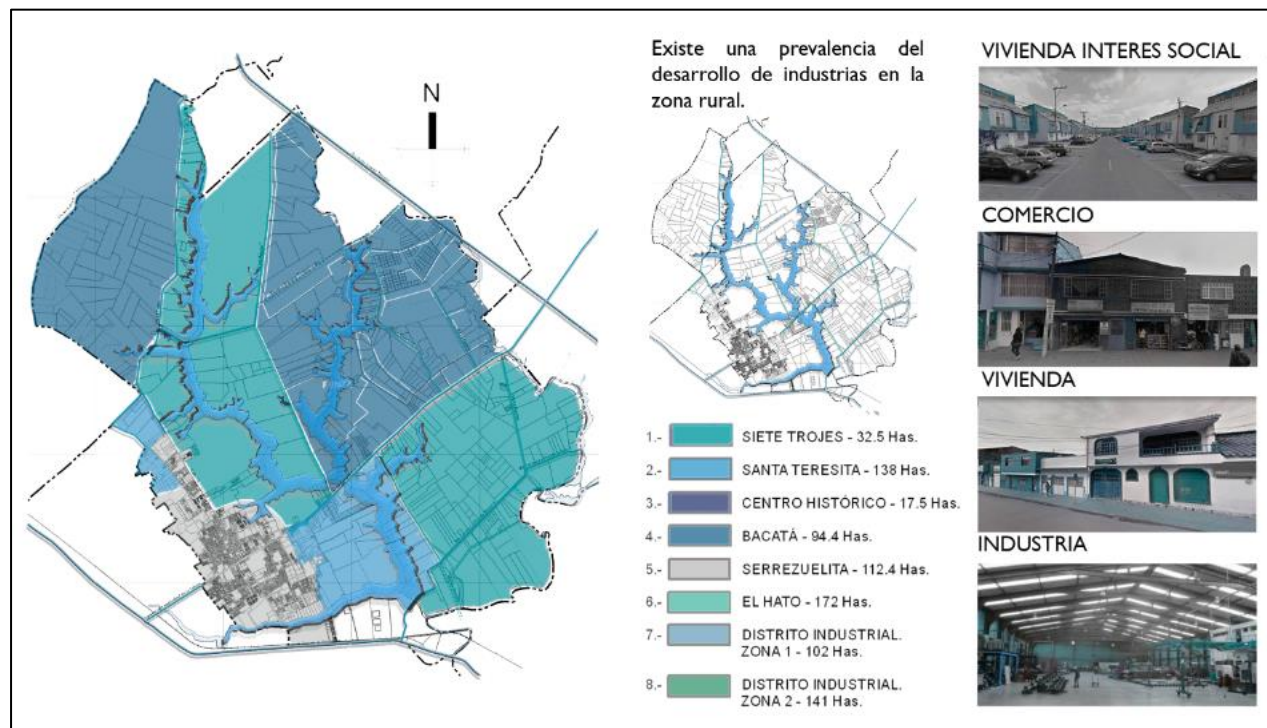 N
Existe una prevalencia del
desarrollo de industrias en la
zona rural.
1.- SIETE TROJES - 32.5 Has.
2.- SANTA TERESITA - 138 Has.
3.- CENTRO HISTÓRICO - 17.5 Has.
4.- BACATÁ - 94.4 Has.
5.- SERREZUELITA - 112.4 Has.
6.- EL HATO - 172 Has.
7.- DISTRITO INDUSTRIAL.
ZONA 1 - 102 Has.
8.- DISTRITO INDUSTRIAL.
ZONA 2 - 141 Has.
VIVIENDA INTERES SOCIAL
COMERCIO
VIVIENDA
INDUSTRIA